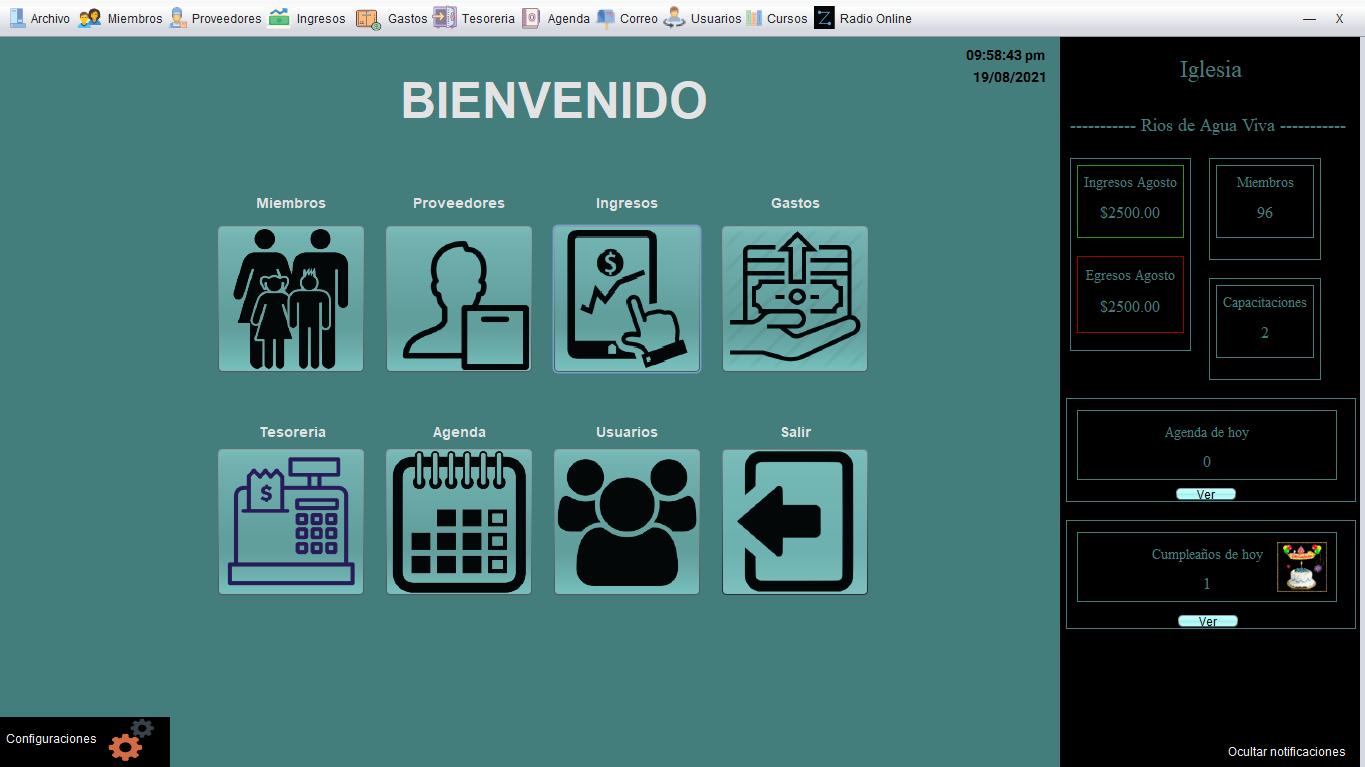 Archivo Miembros Proveedores Ingresos Gastos Tesoreria Agenda Correo Usuarios Cursos Radio Online — X
09:58:43 pm
19/08/2021
BIENVENIDO
Miembros Proveedores Ingresos Gastos
$
Tesoreria Agenda Usuarios Salir
$
Configuraciones
Iglesia
----------- Rios de Agua Viva -----------
Ingresos Agosto
$2500.00
Miembros
96
Egresos Agosto
$2500.00
Capacitaciones
2
Agenda de hoy
0
Ver
Cumpleaños de hoy
1
Ver
Ocultar notificaciones